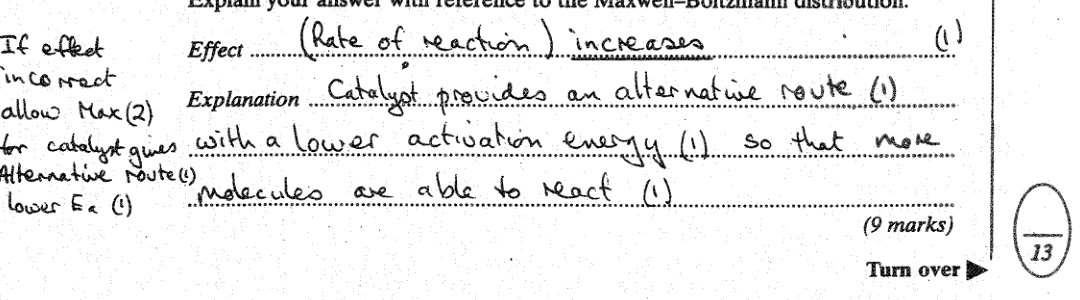 Explain your answer with reference to the Maxwell–Boltzmann distribution.
Effect (Rate of reaction) increases (1)
Explanation Catalyst provides an alternative route (1)
with a lower activation energy (1) so that more
molecules are able to react (1)
If effect
incorrect
allow Max (2)
for catalyst gives
Alternative route (1)
lower Ea (1)
(9 marks)
13
Turn over